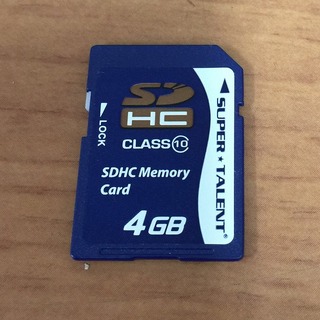 SD
HC
CLASS 10
LOCK
SDHC Memory
Card
4GB
SUPER★TALENT®